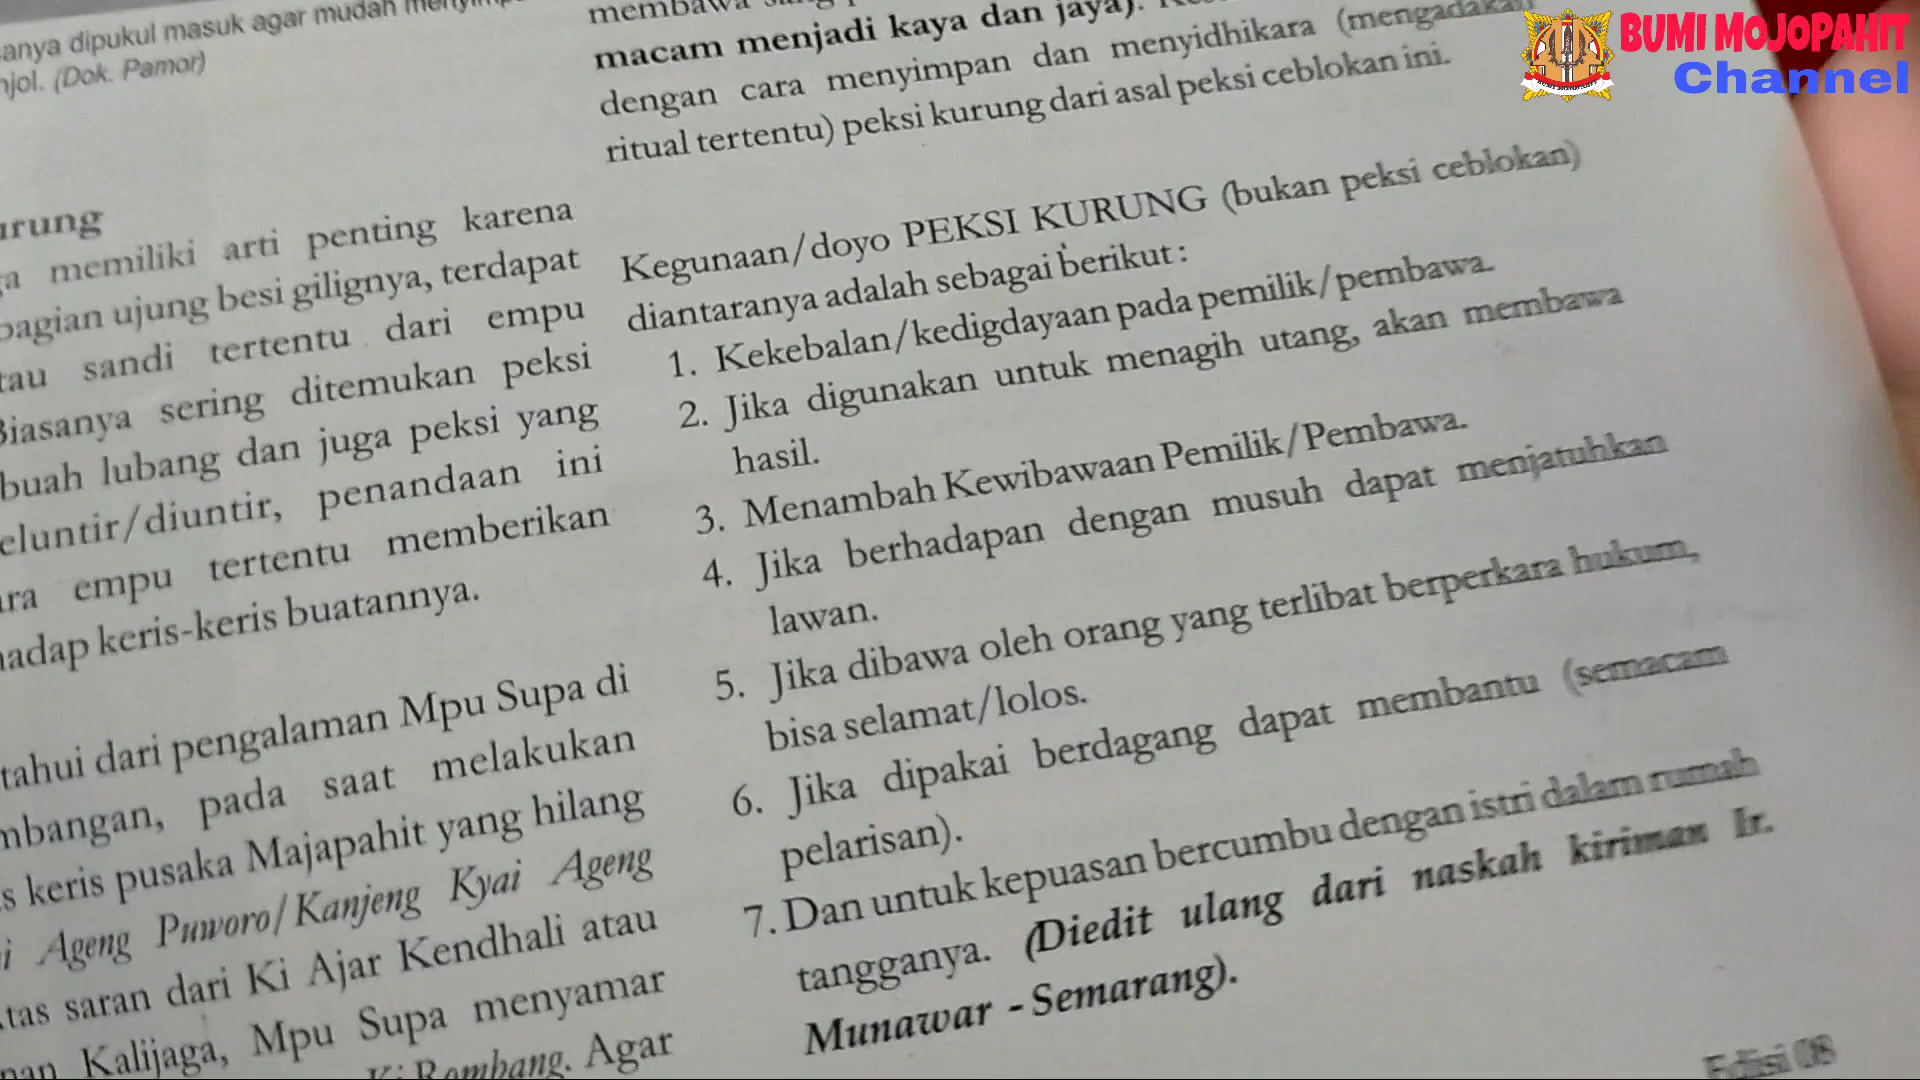 anya dipukul masuk agar mudah
njol. (Dok. Pamor)
urung
memiliki arti penting karena
bagian ujung besi gilignya, terdapat
tau sandi tertentu dari empu
Biasanya sering ditemukan peksi
buah lubang dan juga peksi yang
eluntir/diuntir, penandaan ini
ara empu tertentu memberikan
hadap keris-keris buatannya.
tahui dari pengalaman Mpu Supa di
mbangan, pada saat melakukan
s keris pusaka Majapahit yang hilang
i Ageng Puworo/Kanjeng Kyai Ageng
tas saran dari Ki Ajar Kendhali atau
nan Kalijaga, Mpu Supa menyamar
Ki Rombang. Agar
membawa
macam menjadi kaya dan jaya).
dengan cara menyimpan dan menyidhikara (mengadakan
ritual tertentu) peksi kurung dari asal peksi ceblokan ini.
Kegunaan/doyo PEKSI KURUNG (bukan peksi ceblokan)
diantaranya adalah sebagai berikut :
1. Kekebalan/kedigdayaan pada pemilik/pembawa.
2. Jika digunakan untuk menagih utang, akan membawa
hasil.
3. Menambah Kewibawaan Pemilik/Pembawa.
4. Jika berhadapan dengan musuh dapat menjatuhkan
lawan.
5. Jika dibawa oleh orang yang terlibat berperkara hukum,
bisa selamat/lolos.
6. Jika dipakai berdagang dapat membantu (semacam
pelarisan).
7. Dan untuk kepuasan bercumbu dengan istri dalam rumah
tangganya. (Diedit ulang dari naskah kiriman Ir.
Munawar - Semarang).
Edisi 08
BUMI MOJOPAHIT
Channel